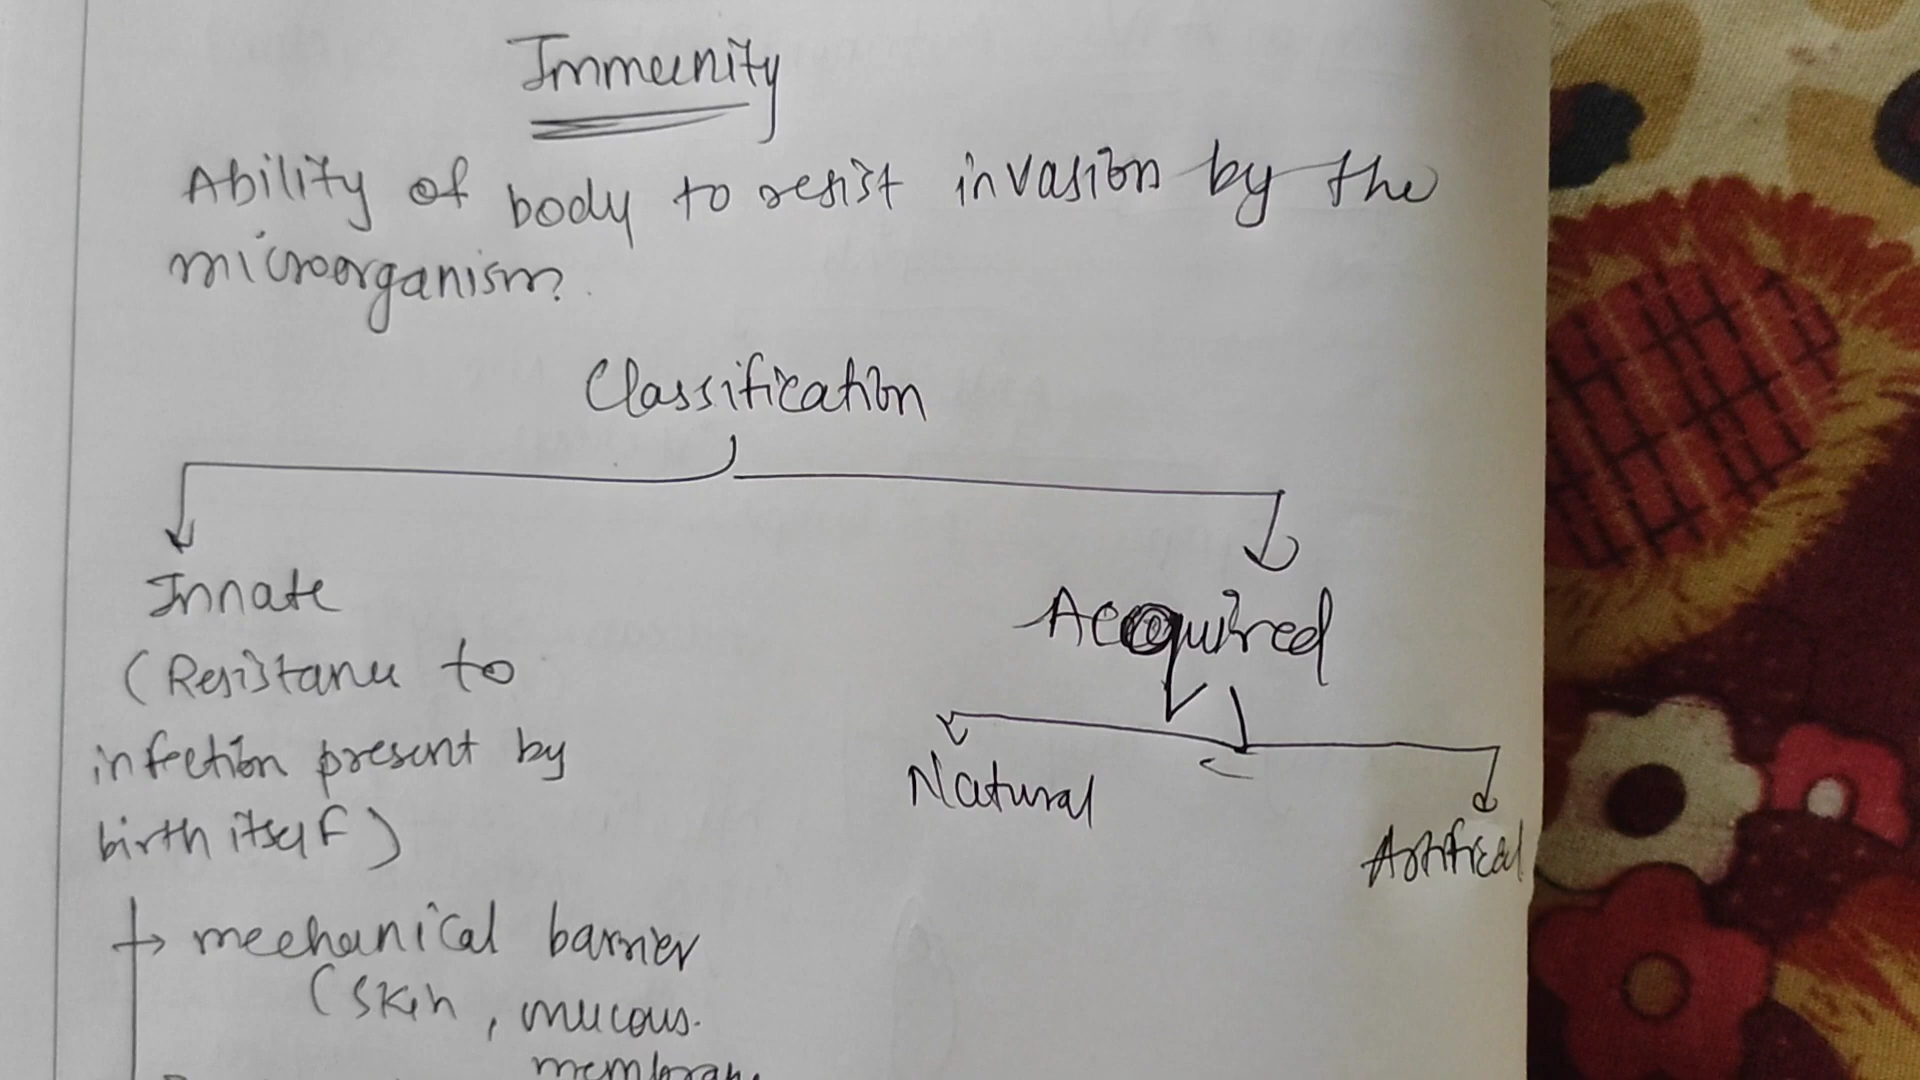 Immunity
Ability of body to resist invasion by the
microorganism.
Classification
Innate
(Resistance to
infection present by
birth itself)
Acquired
Natural
Artifical
mechanical barrier
(skin, mucous
membrane